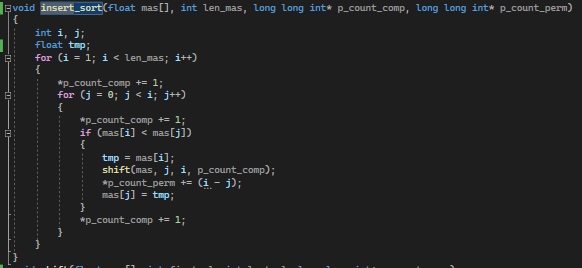 void insert_sort(float mas[], int len_mas, long long int* p_count_comp, long long int* p_count_perm)
{
int i, j;
float tmp;
for (i = 1; i < len_mas; i++)
{
*p_count_comp += 1;
for (j = 0; j < i; j++)
{
*p_count_comp += 1;
if (mas[i] < mas[j])
{
tmp = mas[i];
shift(mas, j, i, p_count_comp);
*p_count_perm += (i - j);
mas[j] = tmp;
}
*p_count_comp += 1;
}
}
}